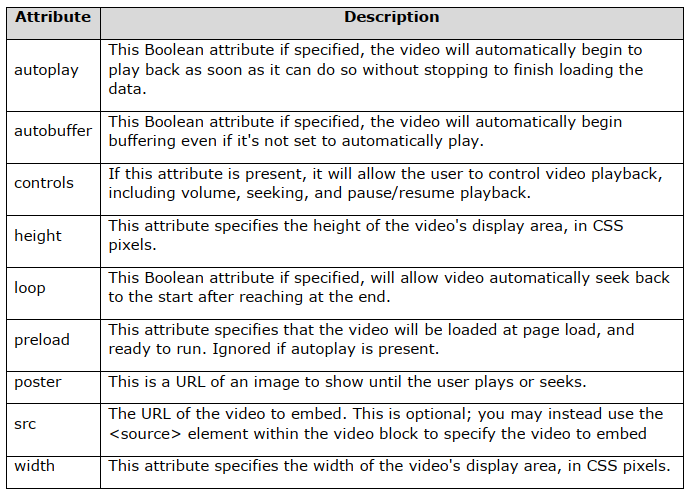 Attribute Description
autoplay
This Boolean attribute if specified, the video will automatically begin to
play back as soon as it can do so without stopping to finish loading the
data.
autobuffer
This Boolean attribute if specified, the video will automatically begin
buffering even if it's not set to automatically play.
controls
If this attribute is present, it will allow the user to control video playback,
including volume, seeking, and pause/resume playback.
height
This attribute specifies the height of the video's display area, in CSS
pixels.
loop
This Boolean attribute if specified, will allow video automatically seek back
to the start after reaching at the end.
preload
This attribute specifies that the video will be loaded at page load, and
ready to run. Ignored if autoplay is present.
poster
This is a URL of an image to show until the user plays or seeks.
src
The URL of the video to embed. This is optional; you may instead use the
<source> element within the video block to specify the video to embed
width
This attribute specifies the width of the video's display area, in CSS pixels.